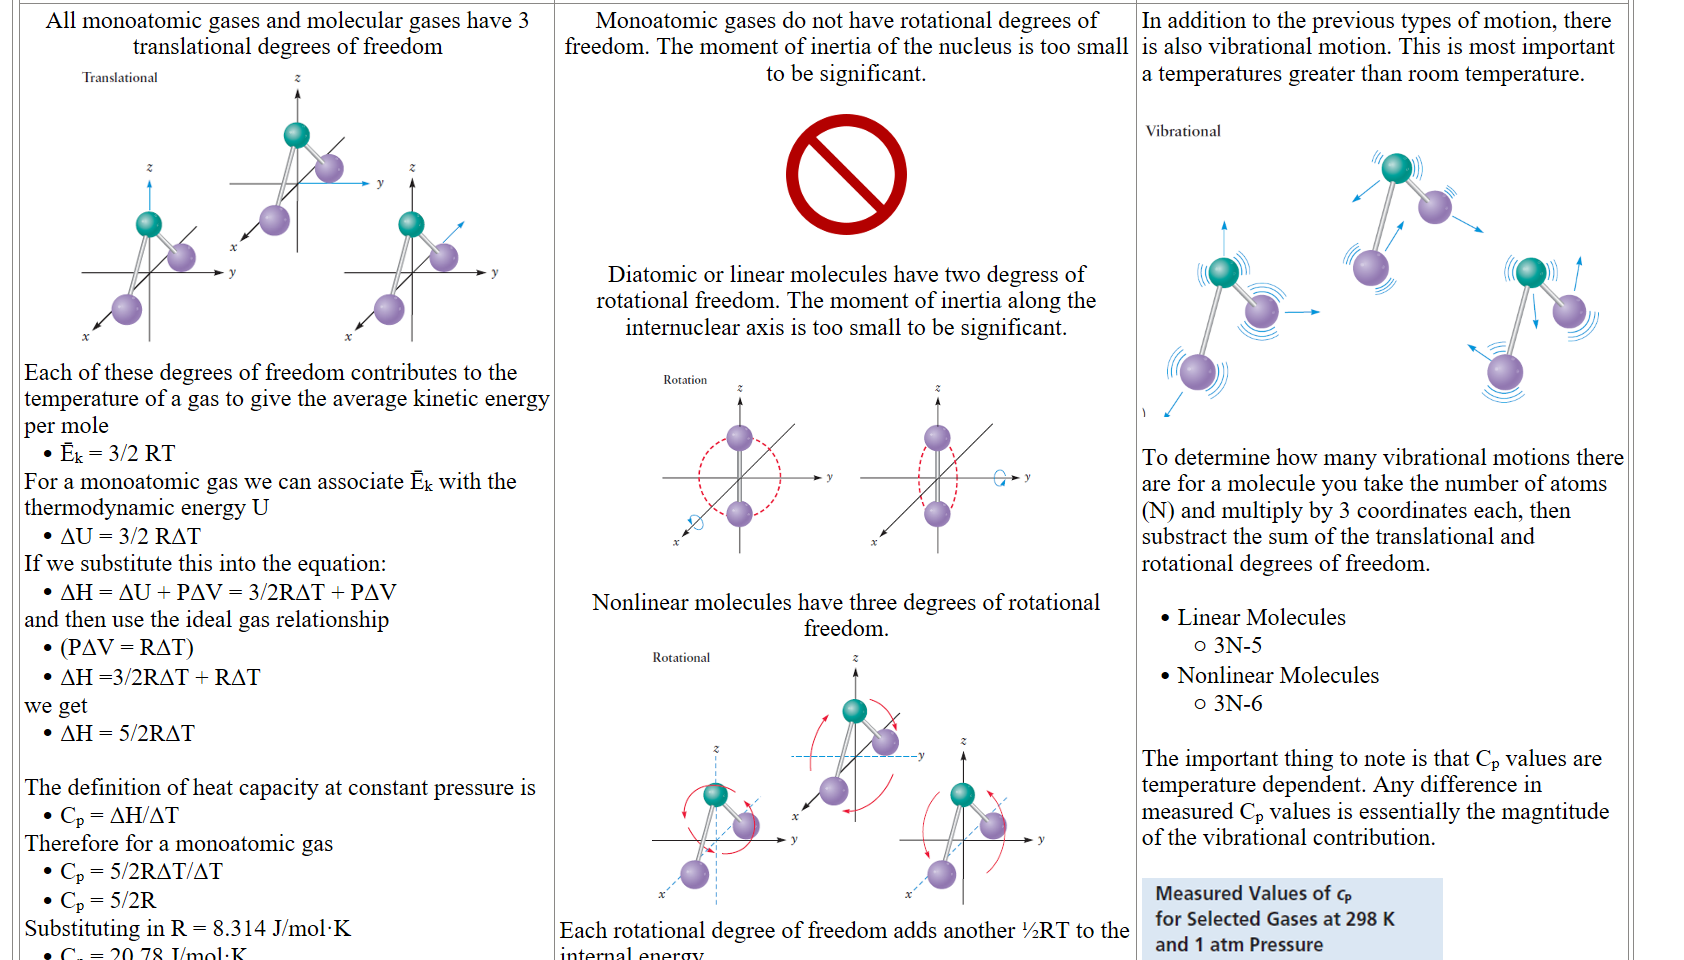 All monoatomic gases and molecular gases have 3
translational degrees of freedom
Translational
z
z
y
z
x
y
y
x
x
Each of these degrees of freedom contributes to the
temperature of a gas to give the average kinetic energy
per mole
• Ēk = 3/2 RT
For a monoatomic gas we can associate Ēk with the
thermodynamic energy U
• ΔU = 3/2 RΔT
If we substitute this into the equation:
• ΔH = ΔU + PΔV = 3/2RΔT + PΔV
and then use the ideal gas relationship
• (PΔV = RΔT)
• ΔH =3/2RΔT + RΔT
we get
• ΔH = 5/2RΔT
The definition of heat capacity at constant pressure is
• Cp = ΔH/ΔT
Therefore for a monoatomic gas
• Cp = 5/2RΔT/ΔT
• Cp = 5/2R
Substituting in R = 8.314 J/mol·K
• Cp = 20.78 J/mol·K
Monoatomic gases do not have rotational degrees of
freedom. The moment of inertia of the nucleus is too small
to be significant.
Diatomic or linear molecules have two degress of
rotational freedom. The moment of inertia along the
internuclear axis is too small to be significant.
Rotation
z
z
y
y
x
x
Nonlinear molecules have three degrees of rotational
freedom.
Rotational
z
y
z
z
x
y
y
x
x
Each rotational degree of freedom adds another ½RT to the
internal energy
In addition to the previous types of motion, there
is also vibrational motion. This is most important
a temperatures greater than room temperature.
Vibrational
)
To determine how many vibrational motions there
are for a molecule you take the number of atoms
(N) and multiply by 3 coordinates each, then
substract the sum of the translational and
rotational degrees of freedom.
• Linear Molecules
○ 3N-5
• Nonlinear Molecules
○ 3N-6
The important thing to note is that Cp values are
temperature dependent. Any difference in
measured Cp values is essentially the magntitude
of the vibrational contribution.
Measured Values of cp
for Selected Gases at 298 K
and 1 atm Pressure